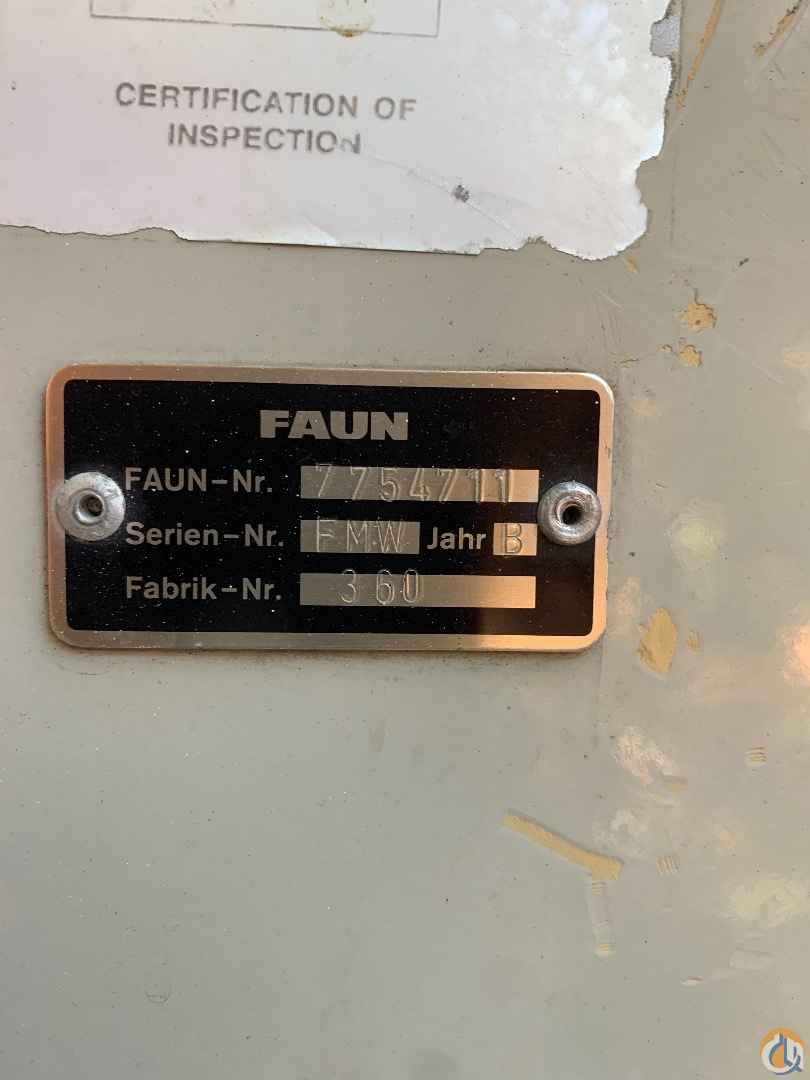 CERTIFICATION OF
INSPECTION
FAUN
FAUN-Nr. 7754711
Serien-Nr. FMW Jahr B
Fabrik-Nr. 360